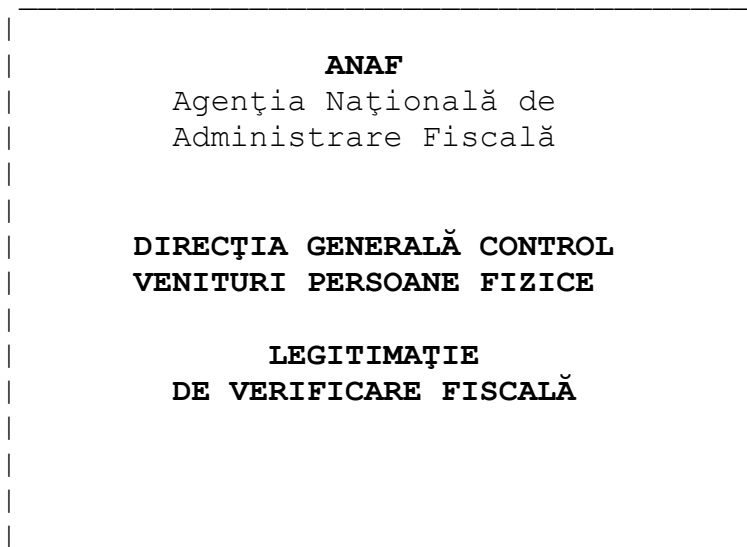 ANAF
Agenţia Naţională de
Administrare Fiscală
DIRECŢIA GENERALĂ CONTROL
VENITURI PERSOANE FIZICE
LEGITIMAŢIE
DE VERIFICARE FISCALĂ